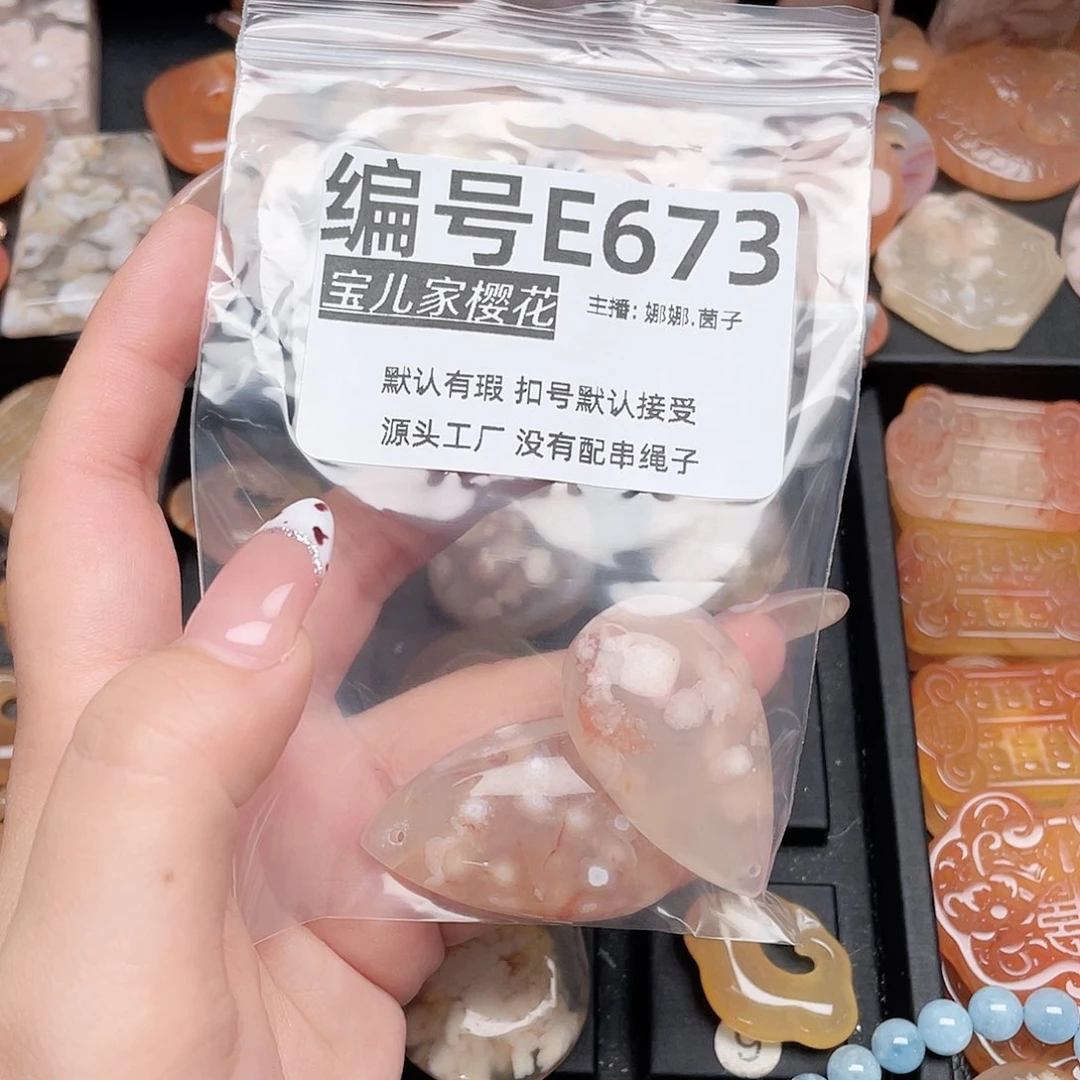 编号E673
宝儿家樱花
主播: 娜娜.茵子
默认有瑕 扣号默认接受
源头工厂 没有配串绳子
9